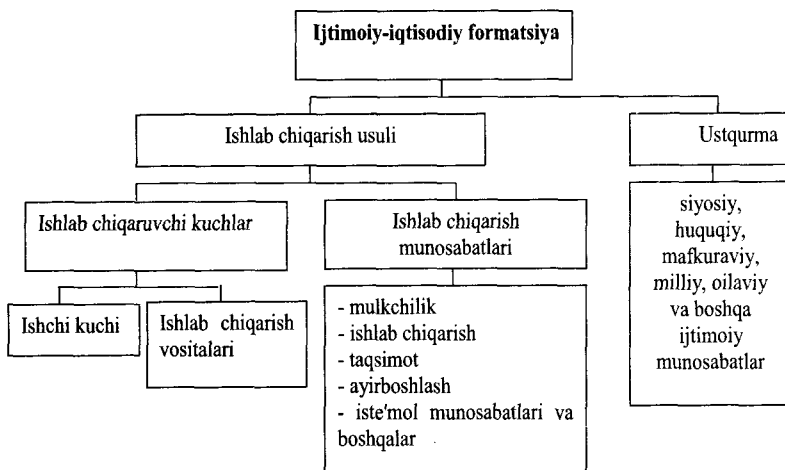 Ijtimoiy-iqtisodiy formatsiya
Ishlab chiqarish usuli
Ustqurma
Ishlab chiqaruvchi kuchlar
Ishlab chiqarish
munosabatlari
siyosiy,
huquqiy,
mafkuraviy,
milliy, oilaviy
va boshqa
ijtimoiy
munosabatlar
Ishchi kuchi
Ishlab chiqarish
vositalari
- mulkchilik
- ishlab chiqarish
- taqsimot
- ayirboshlash
- iste'mol munosabatlari va
boshqalar